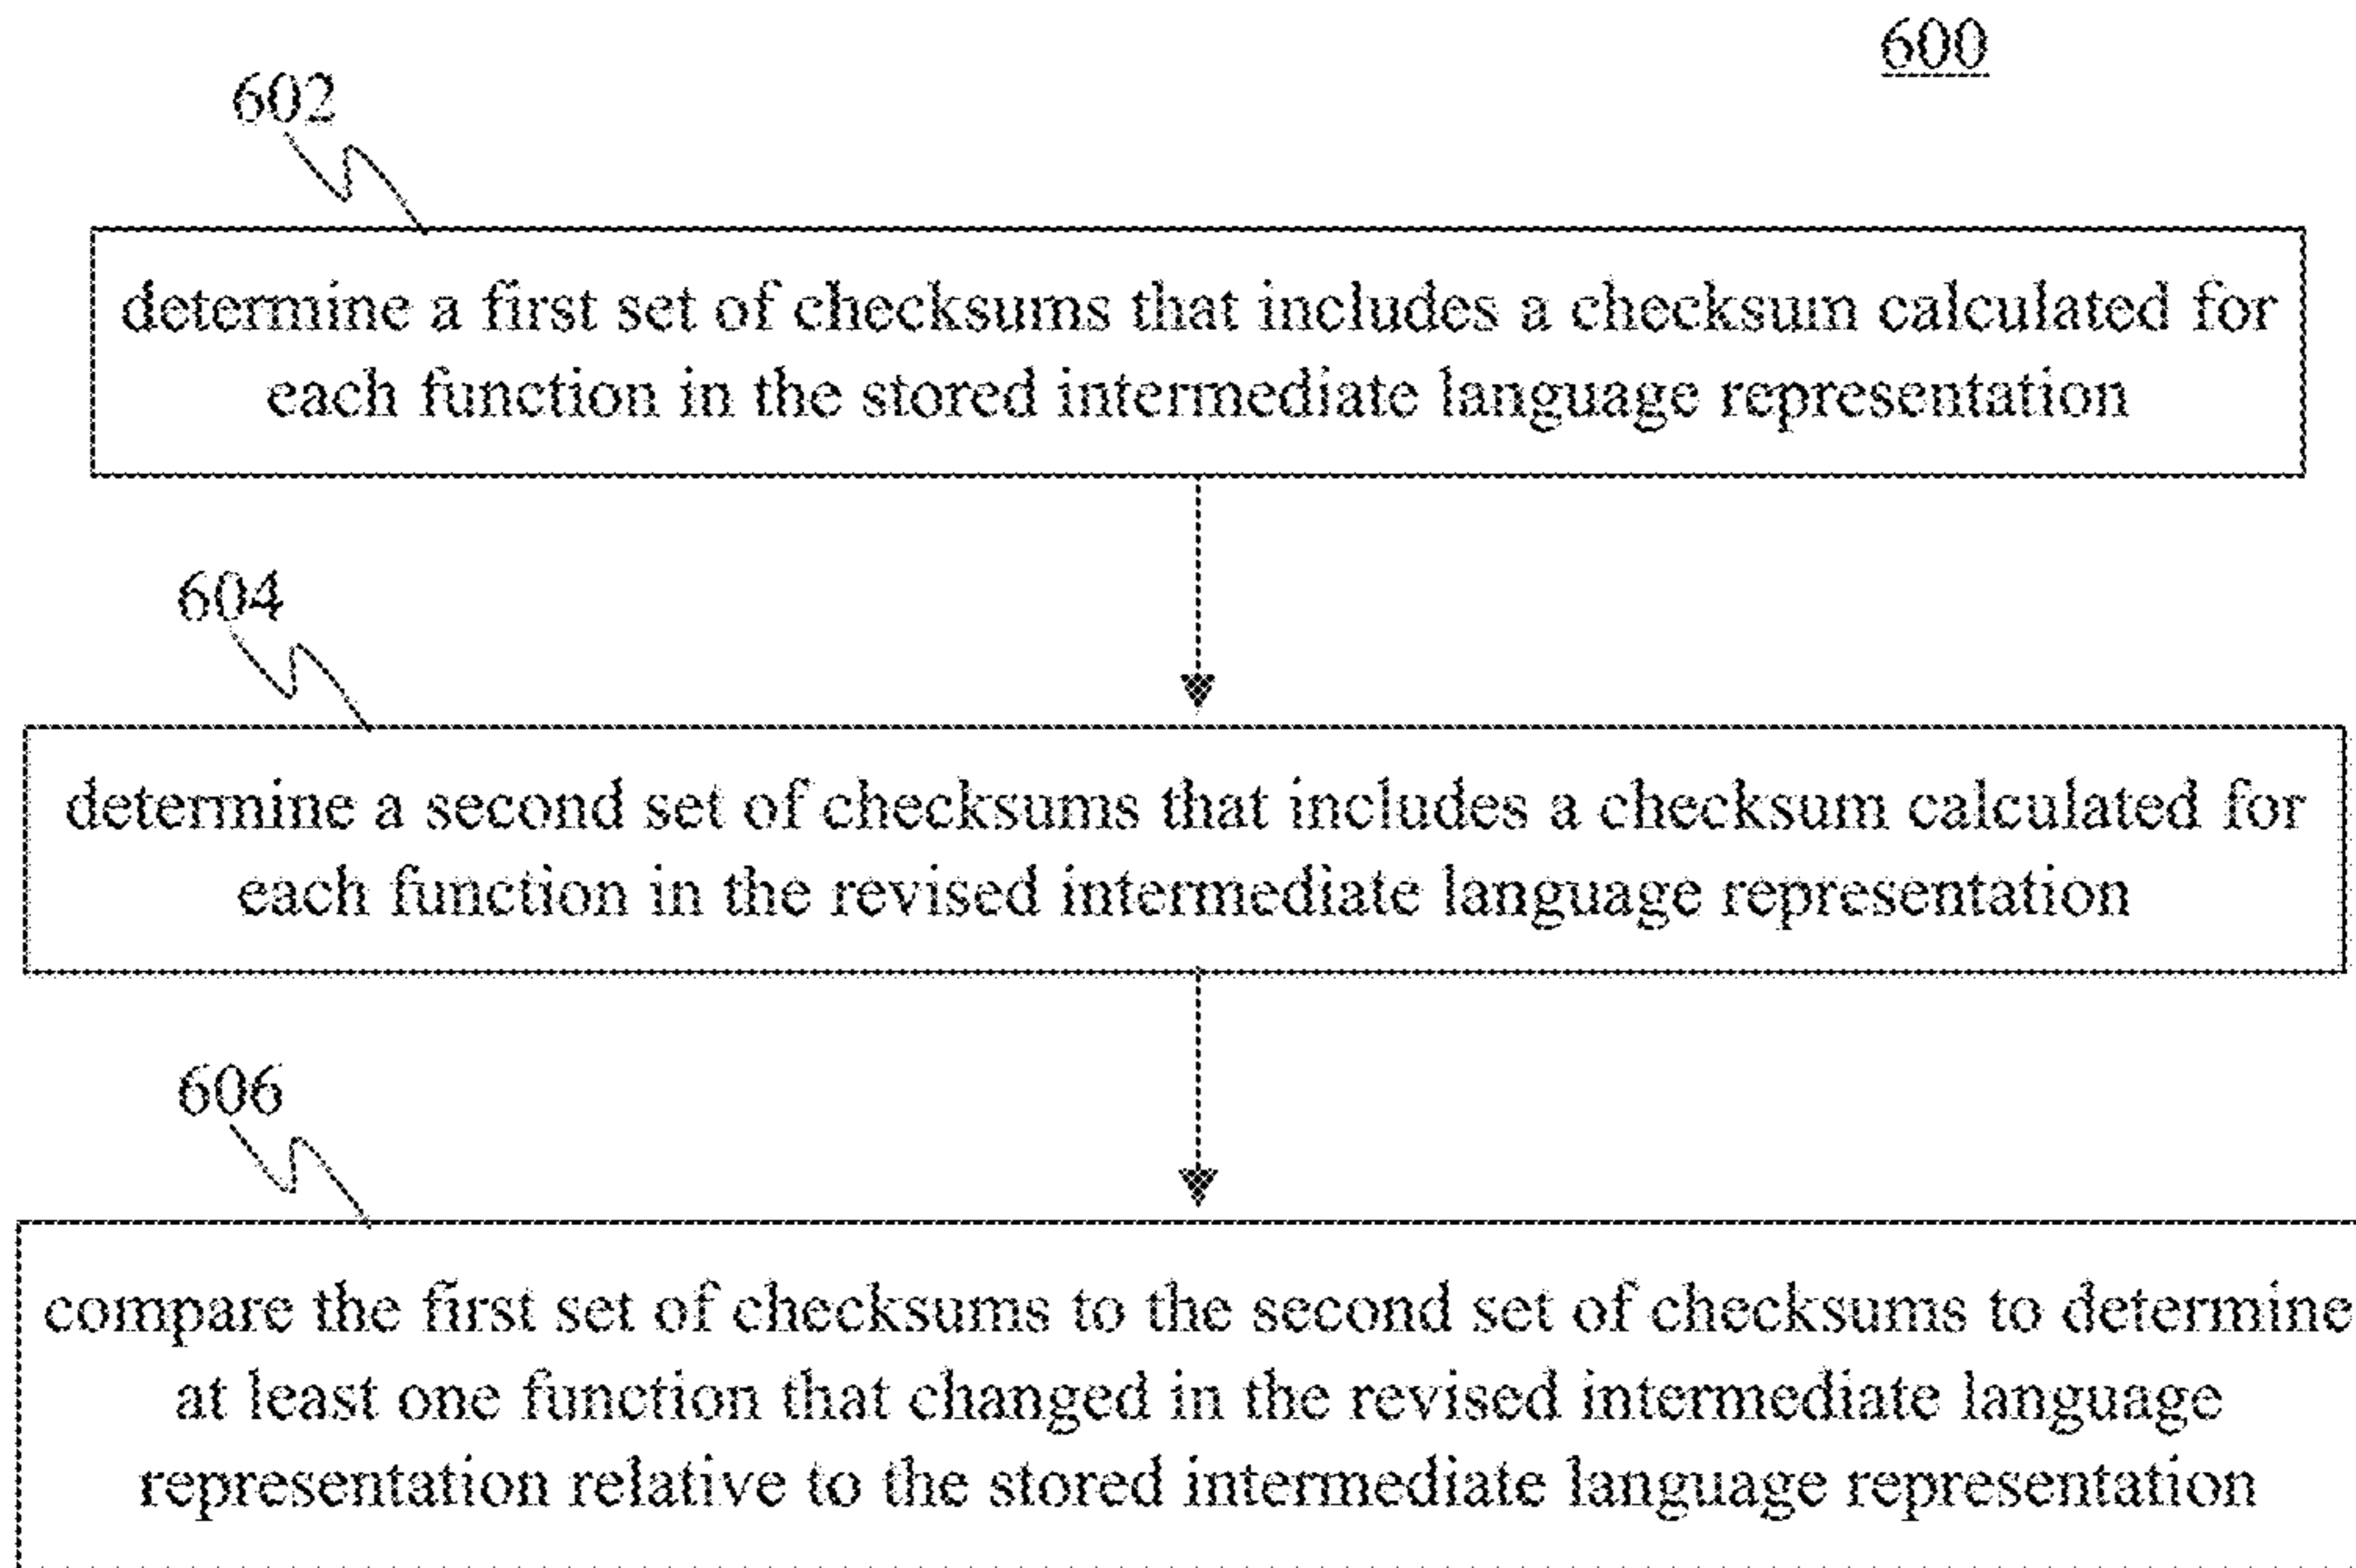 600
602
determine a first set of checksums that includes a checksum calculated for
each function in the stored intermediate language representation
604
determine a second set of checksums that includes a checksum calculated for
each function in the revised intermediate language representation
606
compare the first set of checksums to the second set of checksums to determine
at least one function that changed in the revised intermediate language
representation relative to the stored intermediate language representation